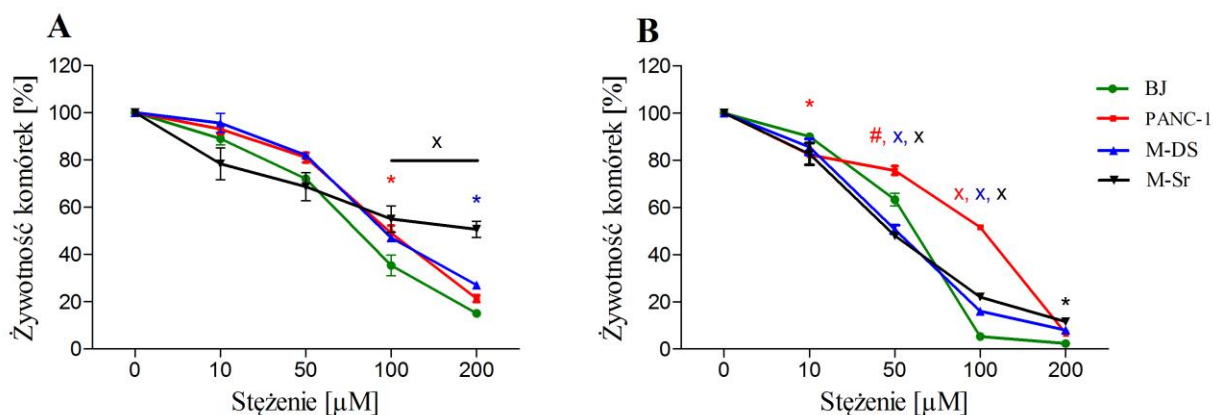 A
Żywotność komórek [%]
120
100
80
60
40
20
0
x
*
*
0 10 50 100 200
Stężenie [µM]
B
Żywotność komórek [%]
120
100
80
60
40
20
0
*
#, x, x
x, x, x
*
0 10 50 100 200
Stężenie [µM]
BJ
PANC-1
M-DS
M-Sr